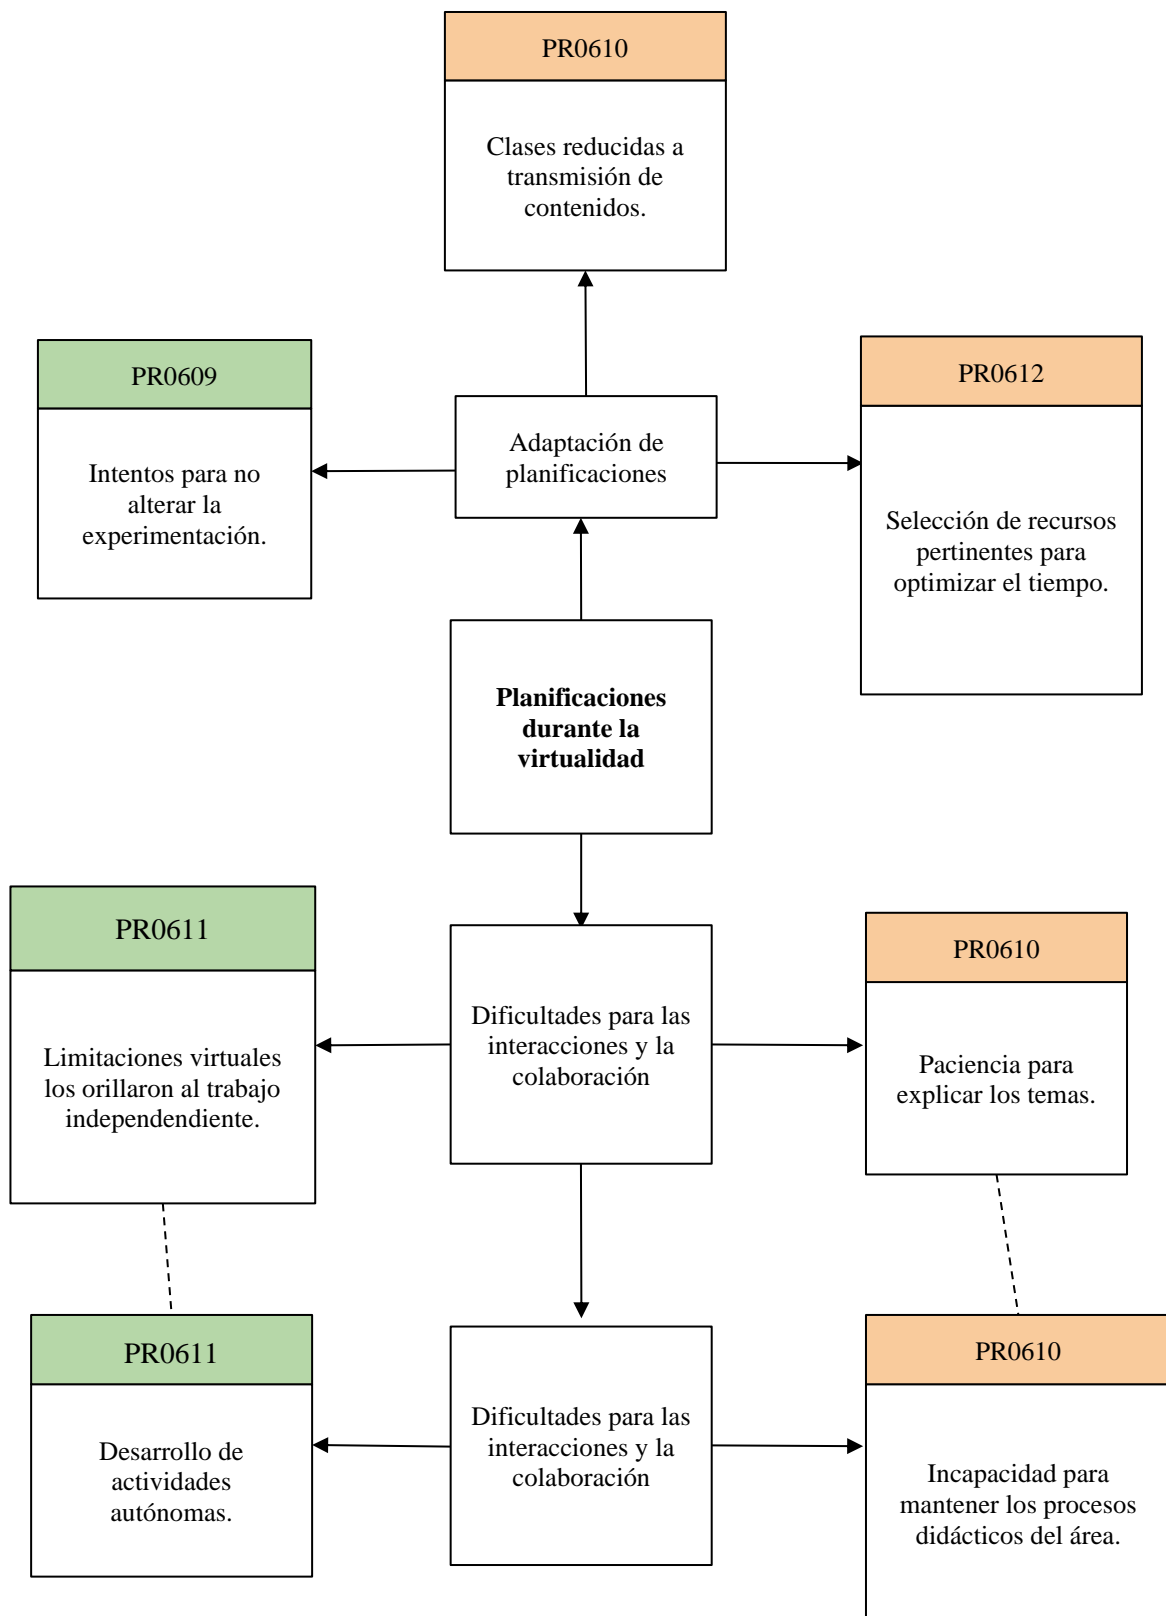 PR0610
Clases reducidas a
transmisión de
contenidos.
PR0609
Intentos para no
alterar la
experimentación.
Adaptación de
planificaciones
PR0612
Selección de recursos
pertinentes para
optimizar el tiempo.
Planificaciones
durante la
virtualidad
PR0611
Limitaciones virtuales
los orillaron al trabajo
independendiente.
Dificultades para las
interacciones y la
colaboración
PR0610
Paciencia para
explicar los temas.
PR0611
Desarrollo de
actividades
autónomas.
Dificultades para las
interacciones y la
colaboración
PR0610
Incapacidad para
mantener los procesos
didácticos del área.